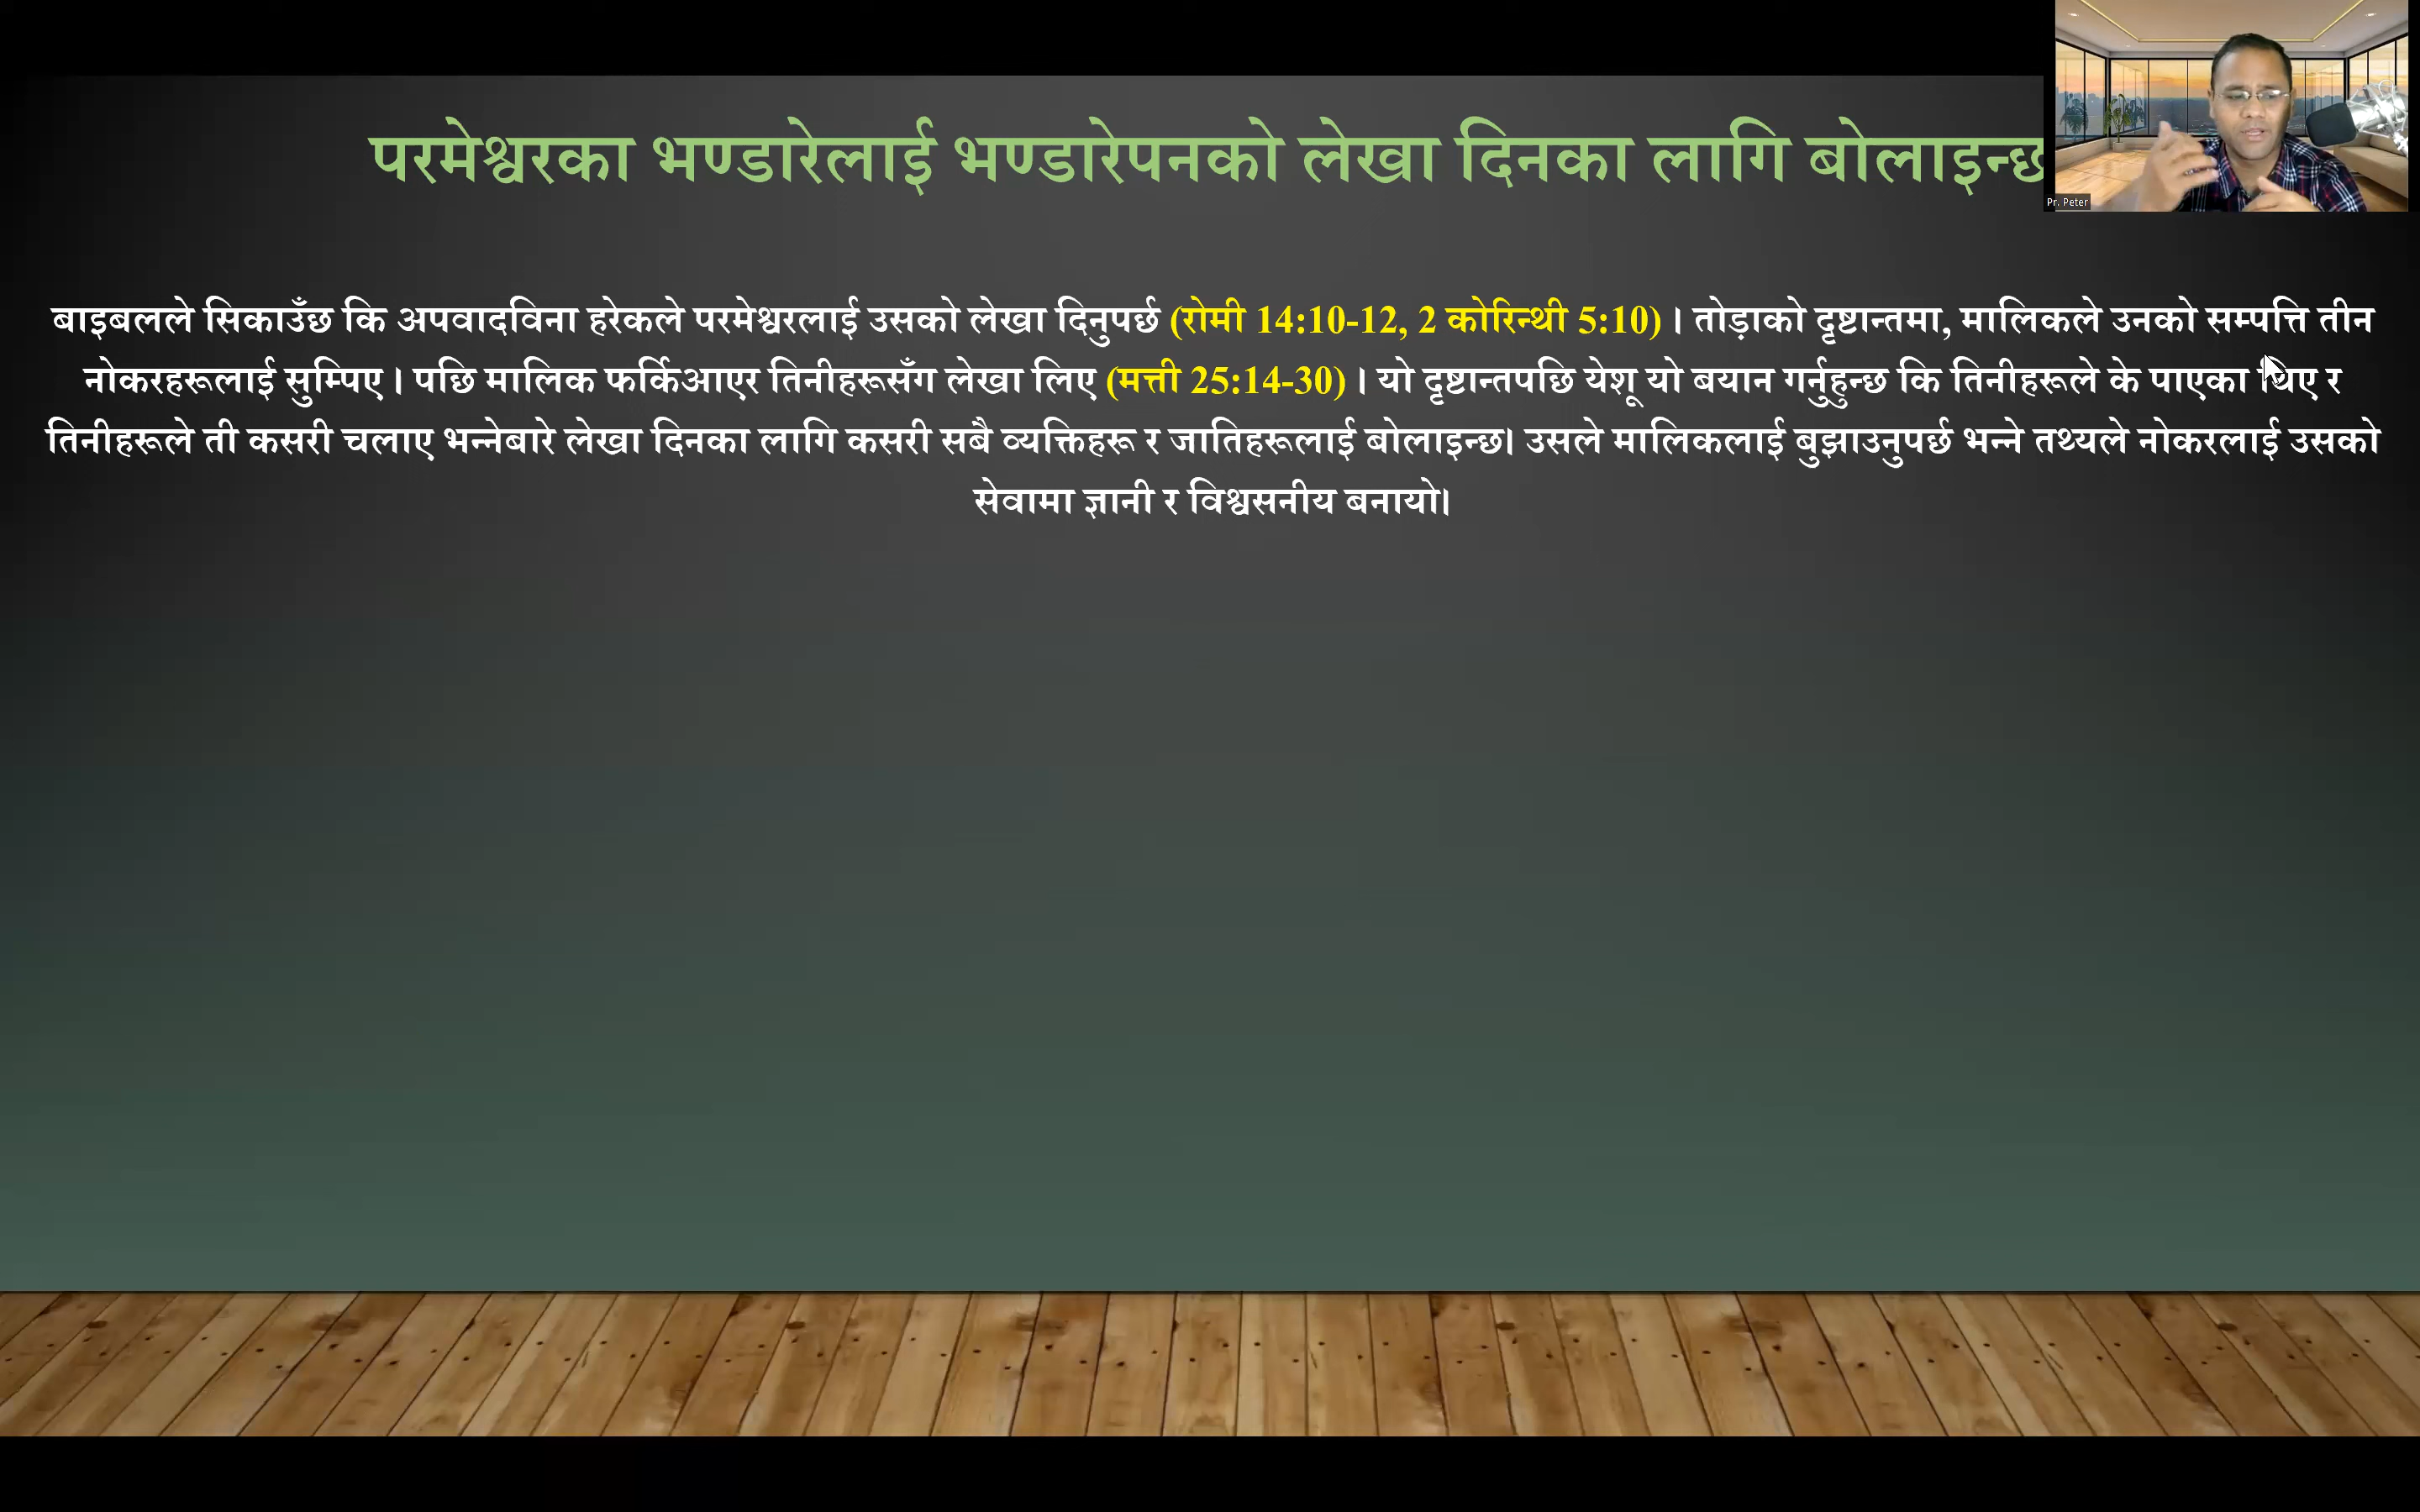 परमेश्वरका भण्डारेलाई भण्डारेपनको लेखा दिनका लागि बोलाइन्छ
Pr. Peter
बाइबलले सिकाउँछ कि अपवादविना हरेकले परमेश्वरलाई उसको लेखा दिनुपर्छ (रोमी 14:10-12, 2 कोरिन्थी 5:10) । तोड़ाको दृष्टान्तमा, मालिकले उनको सम्पत्ति तीन
नोकरहरूलाई सुम्पिए । पछि मालिक फर्किआएर तिनीहरूसँग लेखा लिए (मत्ती 25:14-30) । यो दृष्टान्तपछि येशू यो बयान गर्नुहुन्छ कि तिनीहरूले के पाएका थिए र
तिनीहरूले ती कसरी चलाए भन्नेबारे लेखा दिनका लागि कसरी सबै व्यक्तिहरू र जातिहरूलाई बोलाइन्छ। उसले मालिकलाई बुझाउनुपर्छ भन्ने तथ्यले नोकरलाई उसको
सेवामा ज्ञानी र विश्वसनीय बनायो।